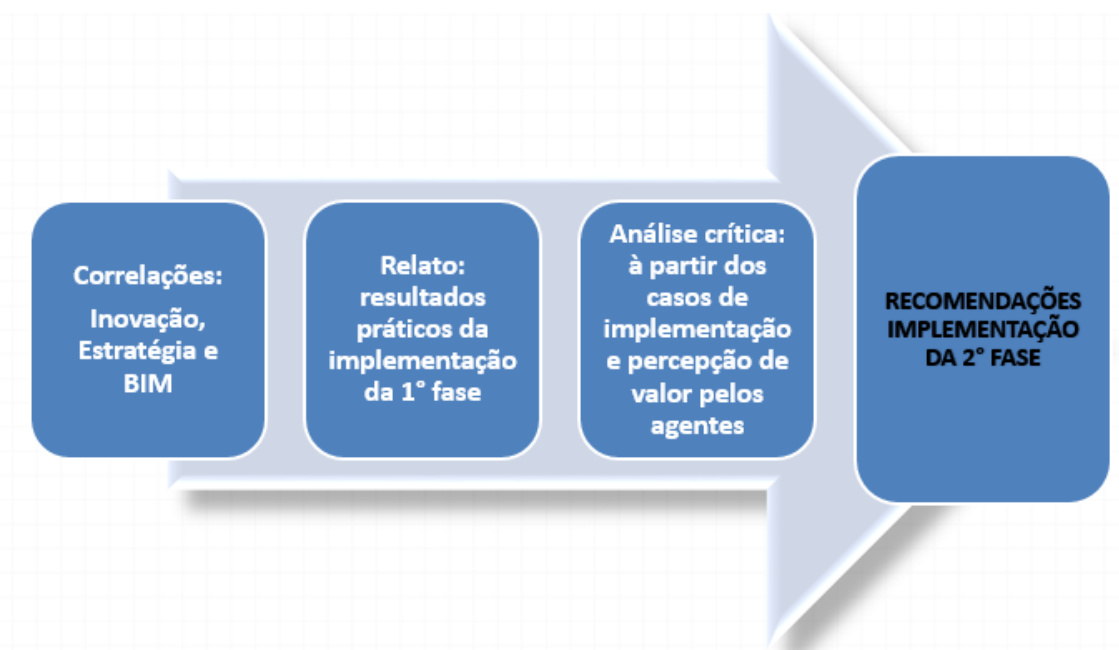 Correlações:
Inovação,
Estratégia e
BIM
Relato:
resultados
práticos da
implementação
da 1° fase
Análise crítica:
à partir dos
casos de
implementação
e percepção de
valor pelos
agentes
RECOMENDAÇÕES
IMPLEMENTAÇÃO
DA 2° FASE